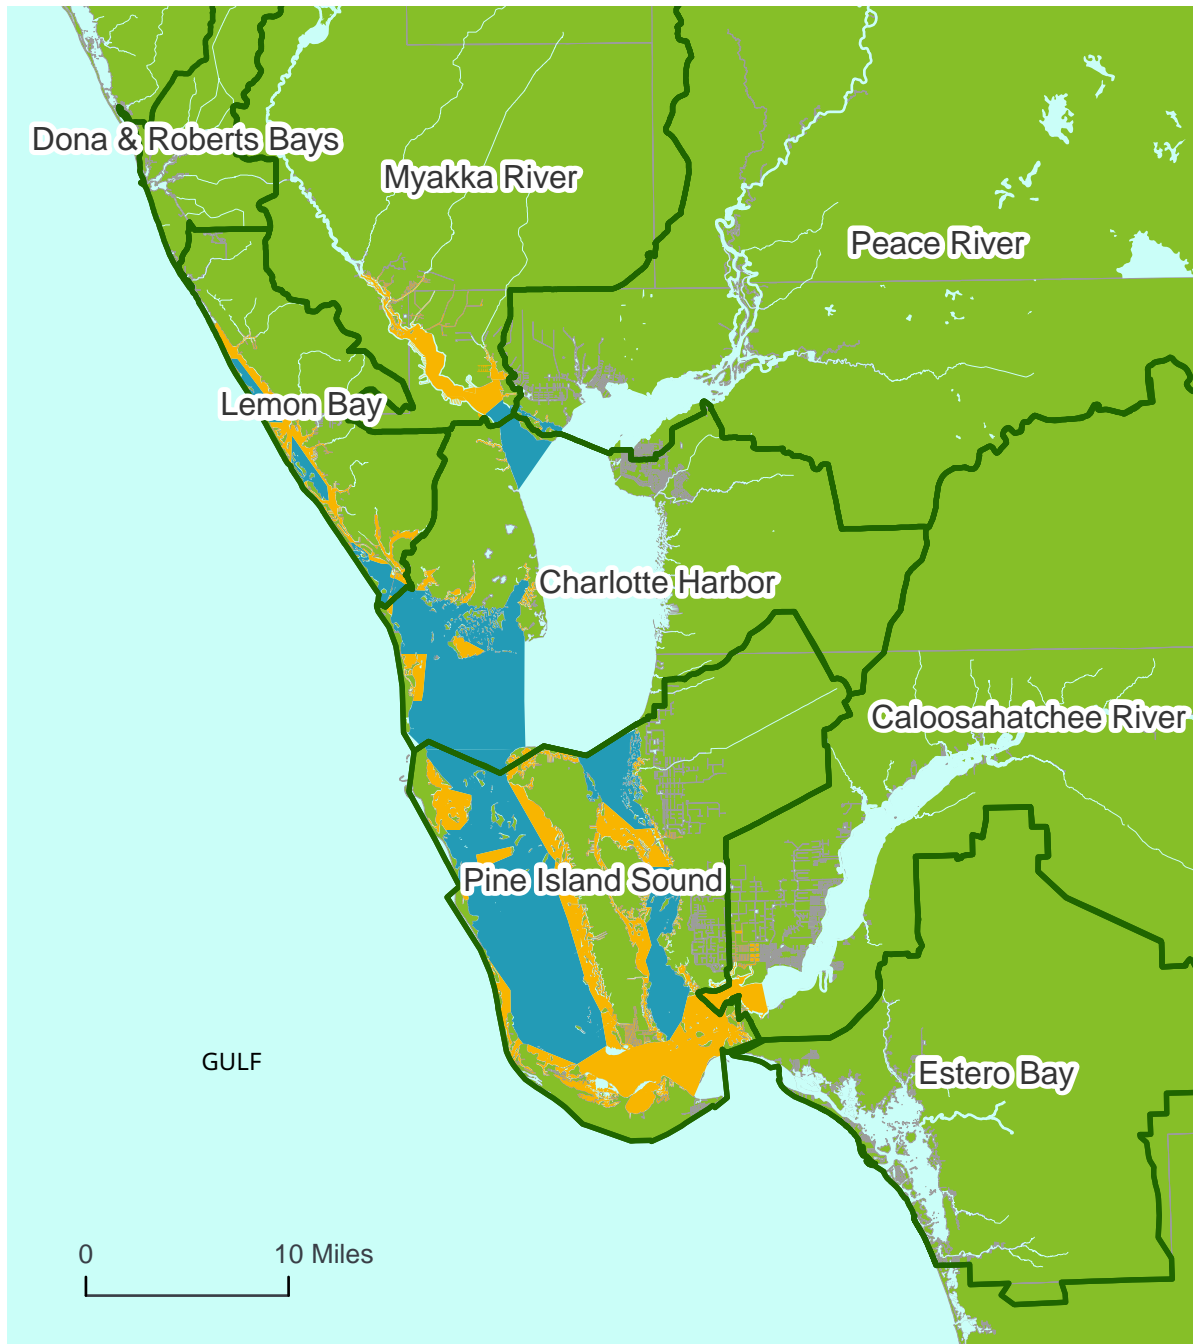 Dona & Roberts Bays
Myakka River
Peace River
Lemon Bay
Charlotte Harbor
Caloosahatchee River
Pine Island Sound
GULF
Estero Bay
0 10 Miles